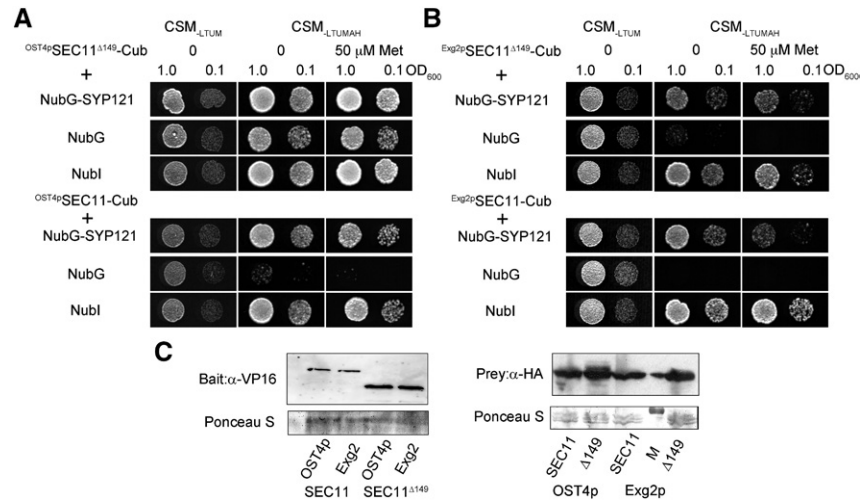 A
CSM-LTUM CSM-LTUMAH
OST4pSEC11Δ149-Cub 0 0 50 μM Met
+ 1.0 0.1 1.0 0.1 1.0 0.1 OD600
NubG-SYP121
NubG
NubI
OST4pSEC11-Cub
+
NubG-SYP121
NubG
NubI
B
CSM-LTUM CSM-LTUMAH
Exg2pSEC11Δ149-Cub 0 0 50 μM Met
+ 1.0 0.1 1.0 0.1 1.0 0.1 OD600
NubG-SYP121
NubG
NubI
Exg2pSEC11-Cub
+
NubG-SYP121
NubG
NubI
C
Bait:α-VP16
Ponceau S
OST4p Exg2 OST4p Exg2
SEC11 SEC11Δ149
Prey:α-HA
Ponceau S
SEC11 Δ149 SEC11 M Δ149
OST4p Exg2p